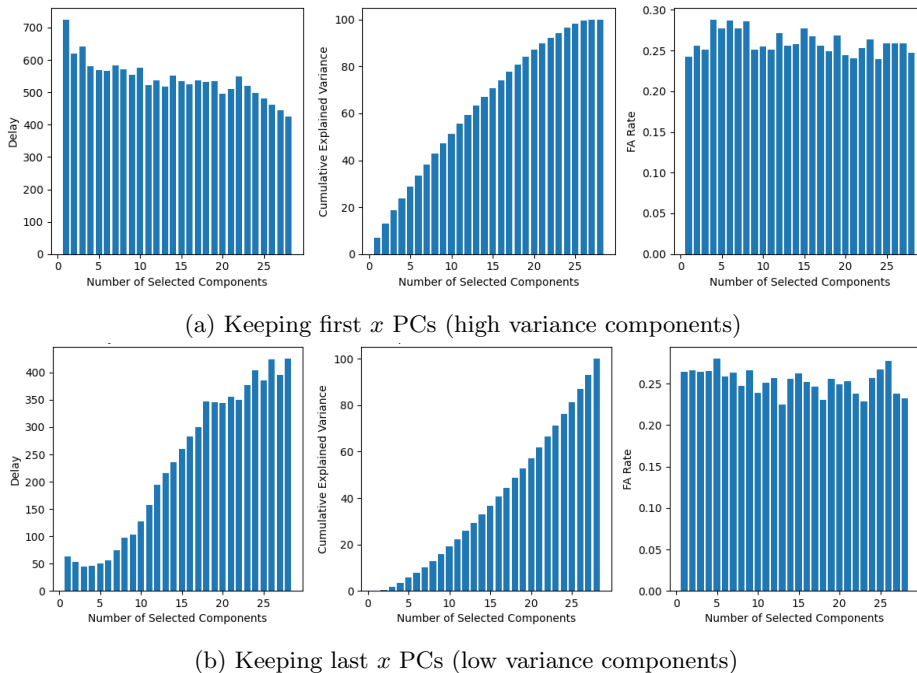 700
600
500
400
300
200
100
0
Delay
0 5 10 15 20 25
Number of Selected Components
100
80
60
40
20
0
Cumulative Explained Variance
0 5 10 15 20 25
Number of Selected Components
0.30
0.25
0.20
0.15
0.10
0.05
0.00
FA Rate
0 5 10 15 20 25
Number of Selected Components
(a) Keeping first x PCs (high variance components)
400
350
300
250
200
150
100
50
0
Delay
0 5 10 15 20 25
Number of Selected Components
100
80
60
40
20
0
Cumulative Explained Variance
0 5 10 15 20 25
Number of Selected Components
0.25
0.20
0.15
0.10
0.05
0.00
FA Rate
0 5 10 15 20 25
Number of Selected Components
(b) Keeping last x PCs (low variance components)